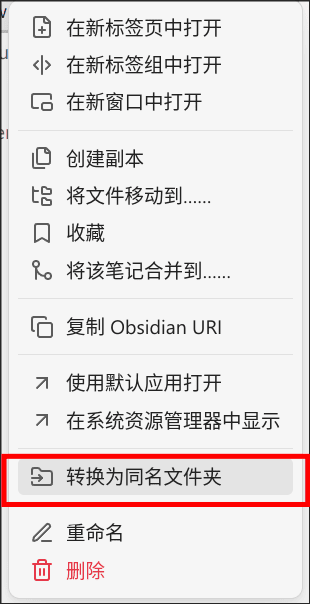 在新标签页中打开
在新标签组中打开
在新窗口中打开
创建副本
将文件移动到......
收藏
将该笔记合并到......
复制 Obsidian URI
使用默认应用打开
在系统资源管理器中显示
转换为同名文件夹
重命名
删除